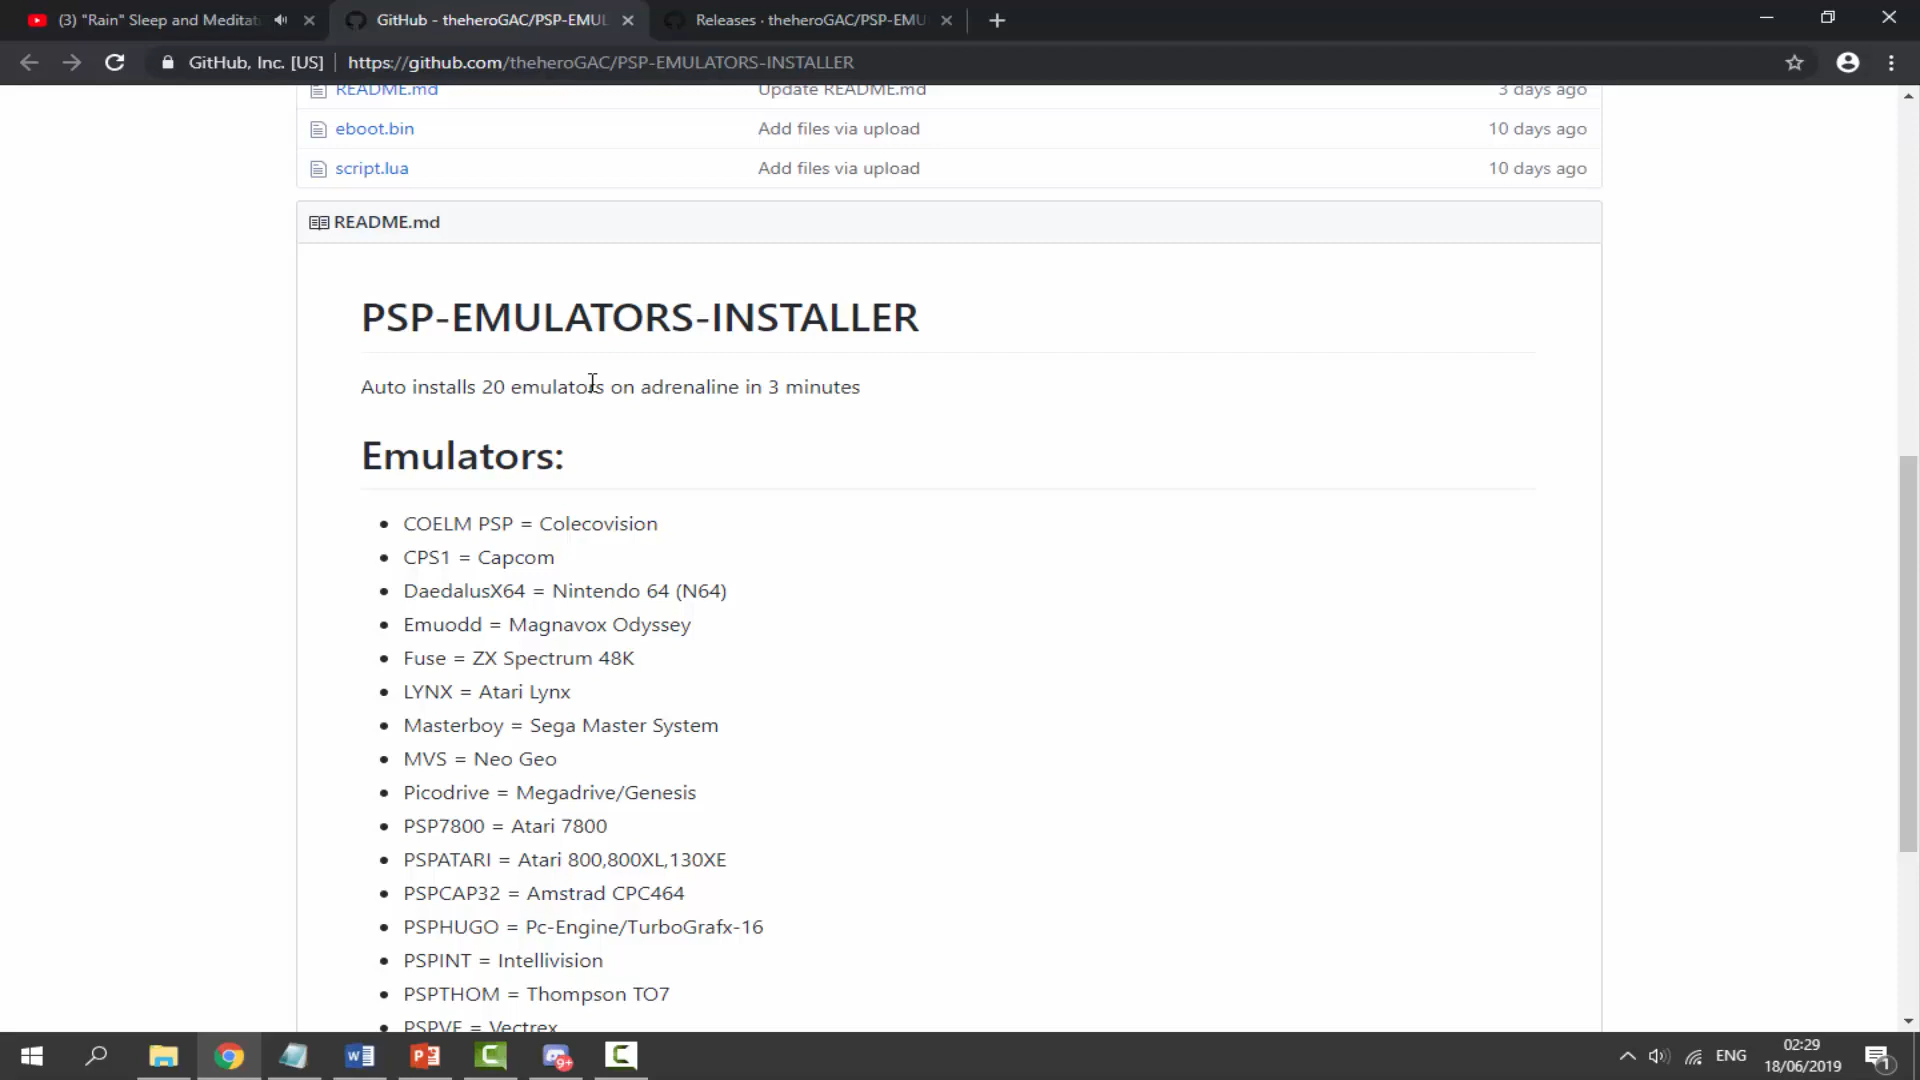 (3) "Rain" Sleep and Meditat
GitHub - theheroGAC/PSP-EMUL
Releases · theheroGAC/PSP-EMU
GitHub, Inc. [US] | https://github.com/theheroGAC/PSP-EMULATORS-INSTALLER
README.md Update README.md 3 days ago
eboot.bin Add files via upload 10 days ago
script.lua Add files via upload 10 days ago
README.md
PSP-EMULATORS-INSTALLER
Auto installs 20 emulators on adrenaline in 3 minutes
Emulators:
• COELM PSP = Colecovision
• CPS1 = Capcom
• DaedalusX64 = Nintendo 64 (N64)
• Emuodd = Magnavox Odyssey
• Fuse = ZX Spectrum 48K
• LYNX = Atari Lynx
• Masterboy = Sega Master System
• MVS = Neo Geo
• Picodrive = Megadrive/Genesis
• PSP7800 = Atari 7800
• PSPATARI = Atari 800,800XL,130XE
• PSPCAP32 = Amstrad CPC464
• PSPHUGO = Pc-Engine/TurboGrafx-16
• PSPINT = Intellivision
• PSPTHOM = Thompson TO7
• PSPVE = Vectrex
9+
ENG
02:29
18/06/2019
1